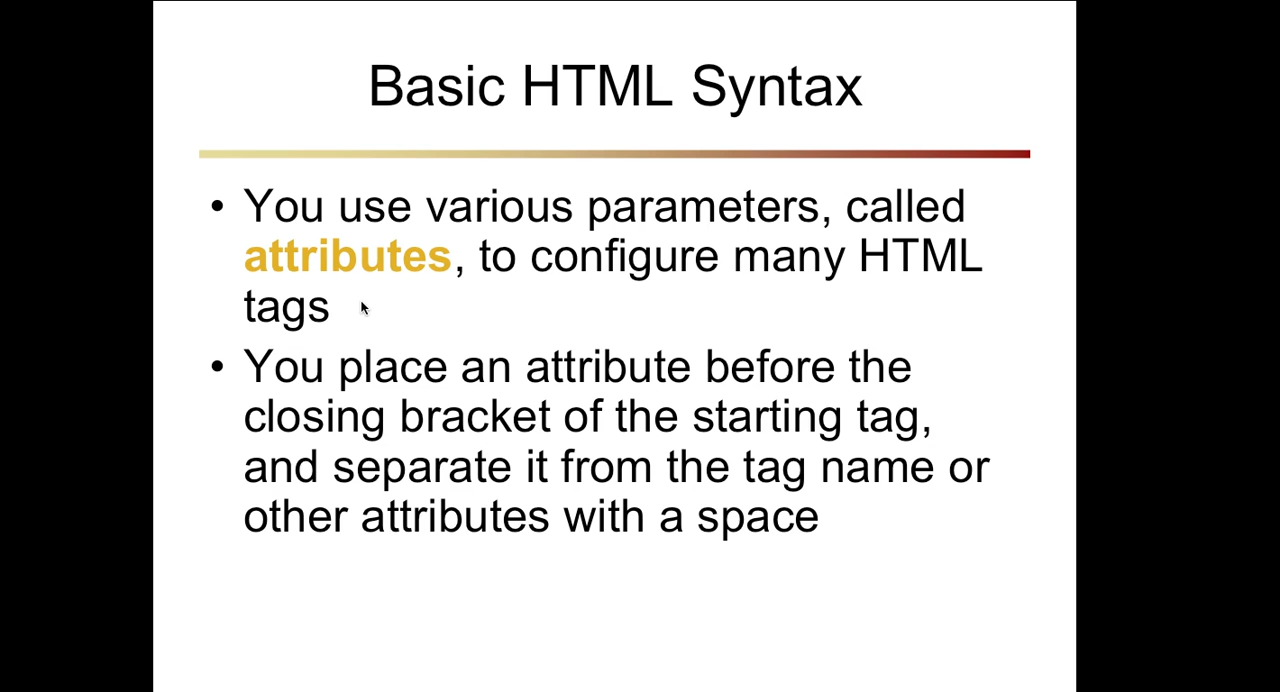 Basic HTML Syntax
• You use various parameters, called
attributes, to configure many HTML
tags
• You place an attribute before the
closing bracket of the starting tag,
and separate it from the tag name or
other attributes with a space